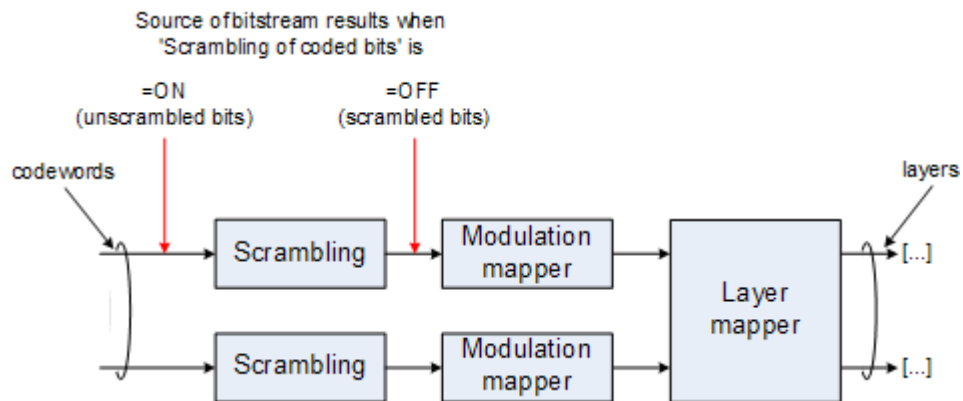 Source of bitstream results when
'Scrambling of coded bits' is
=ON
(unscrambled bits)
=OFF
(scrambled bits)
codewords
layers
Scrambling
Modulation
mapper
Layer
mapper
[...]
Scrambling
Modulation
mapper
[...]